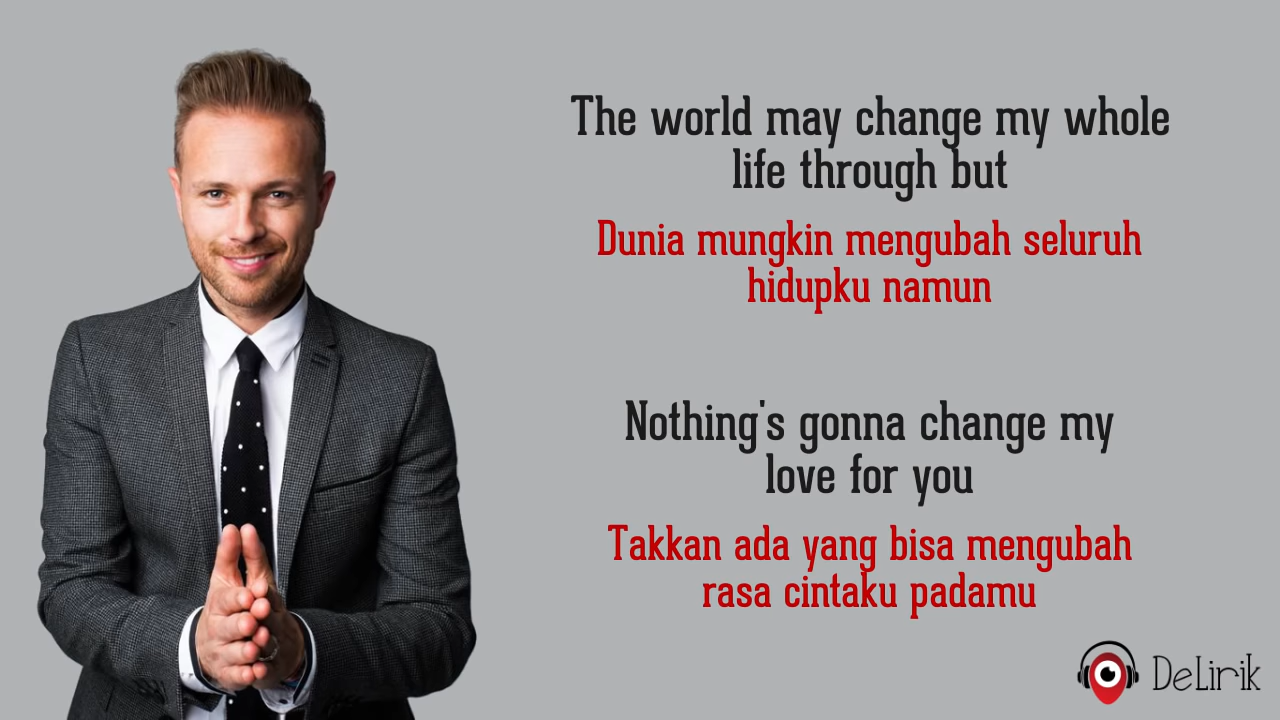 The world may change my whole
life through but
Dunia mungkin mengubah seluruh
hidupku namun
Nothing's gonna change my
love for you
Takkan ada yang bisa mengubah
rasa cintaku padamu
DeLirik